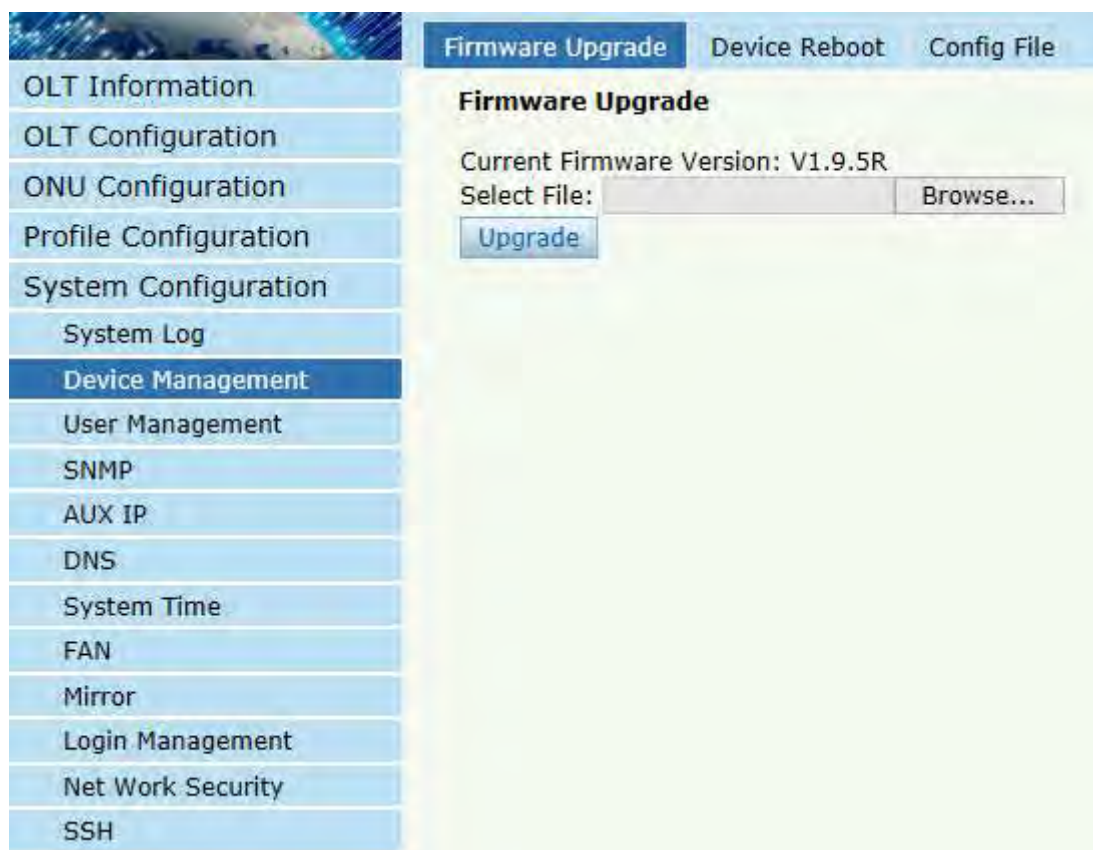 Firmware Upgrade
Device Reboot
Config File
OLT Information
OLT Configuration
ONU Configuration
Profile Configuration
System Configuration
System Log
Device Management
User Management
SNMP
AUX IP
DNS
System Time
FAN
Mirror
Login Management
Net Work Security
SSH
Firmware Upgrade
Current Firmware Version: V1.9.5R
Select File: Browse...
Upgrade